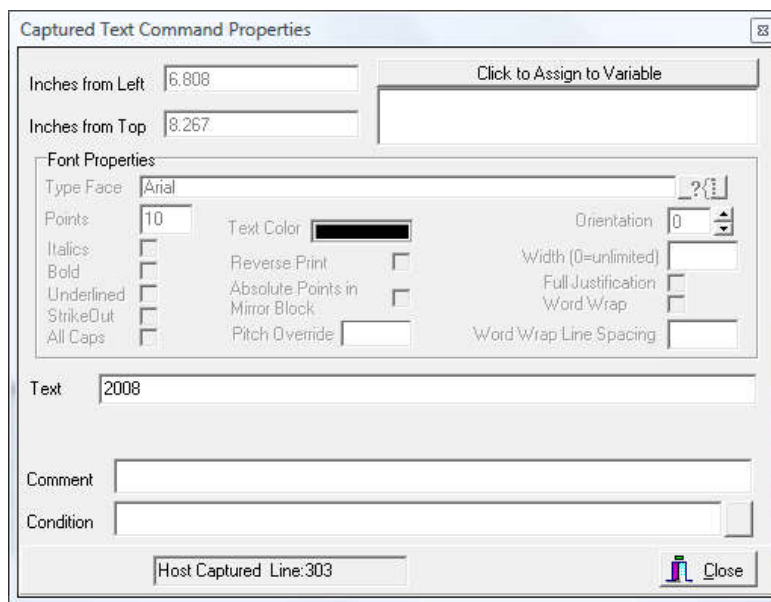 Captured Text Command Properties
Inches from Left 6.808
Click to Assign to Variable
Inches from Top 8.267
Font Properties
Type Face Arial
Points 10
Text Color
Orientation 0
Italics
Reverse Print
Width (0=unlimited)
Bold
Full Justification
Underlined
Absolute Points in
Mirror Block
Word Wrap
StrikeOut
All Caps
Pitch Override
Word Wrap Line Spacing
Text 2008
Comment
Condition
Host Captured Line:303
Close